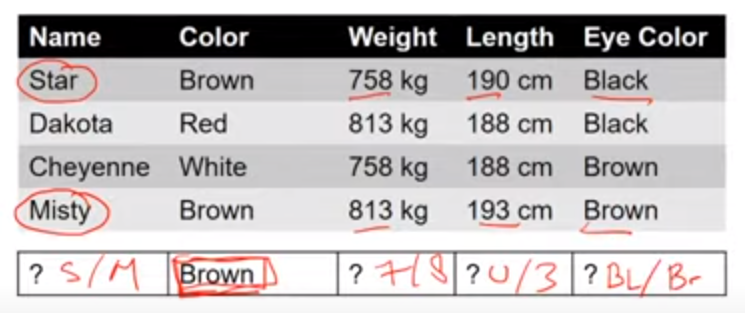 Name Color Weight Length Eye Color
Star Brown 758 kg 190 cm Black
Dakota Red 813 kg 188 cm Black
Cheyenne White 758 kg 188 cm Brown
Misty Brown 813 kg 193 cm Brown
? S/M Brown ? 7/8 ? 0/3 ? BL/Br